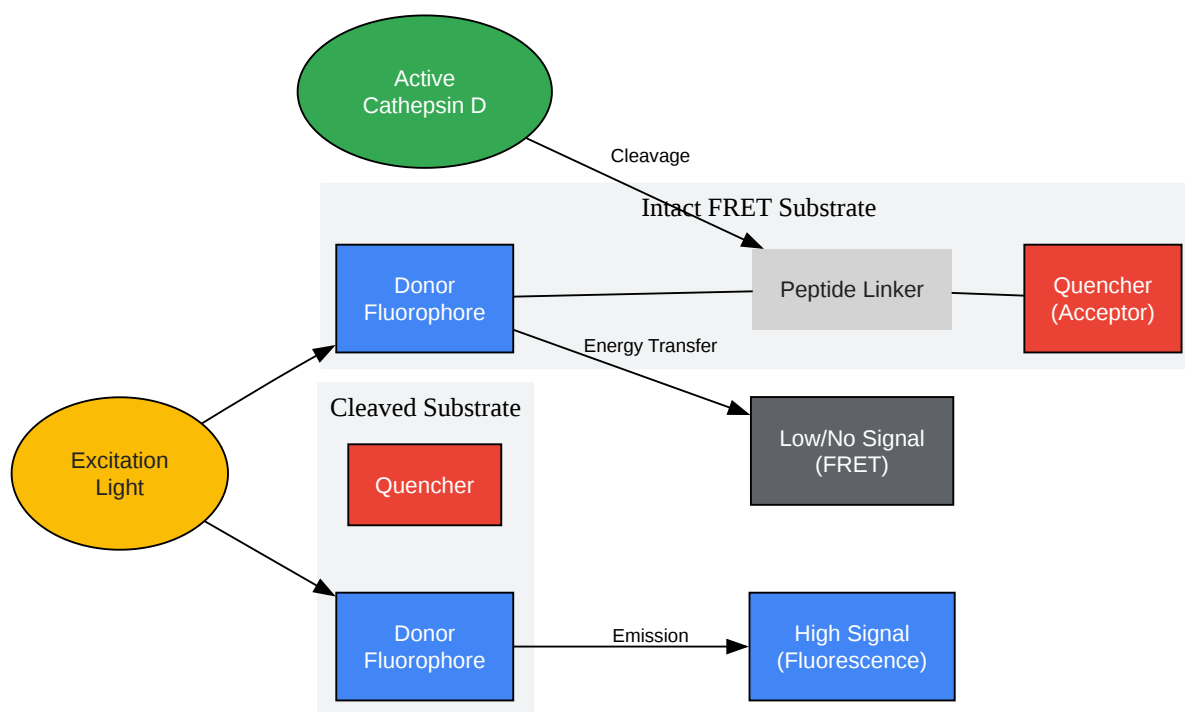 Active
Cathepsin D
Cleavage
Intact FRET Substrate
Donor
Fluorophore
Peptide Linker
Quencher
(Acceptor)
Energy Transfer
Cleaved Substrate
Low/No Signal
(FRET)
Excitation
Light
Quencher
Donor
Fluorophore
Emission
High Signal
(Fluorescence)